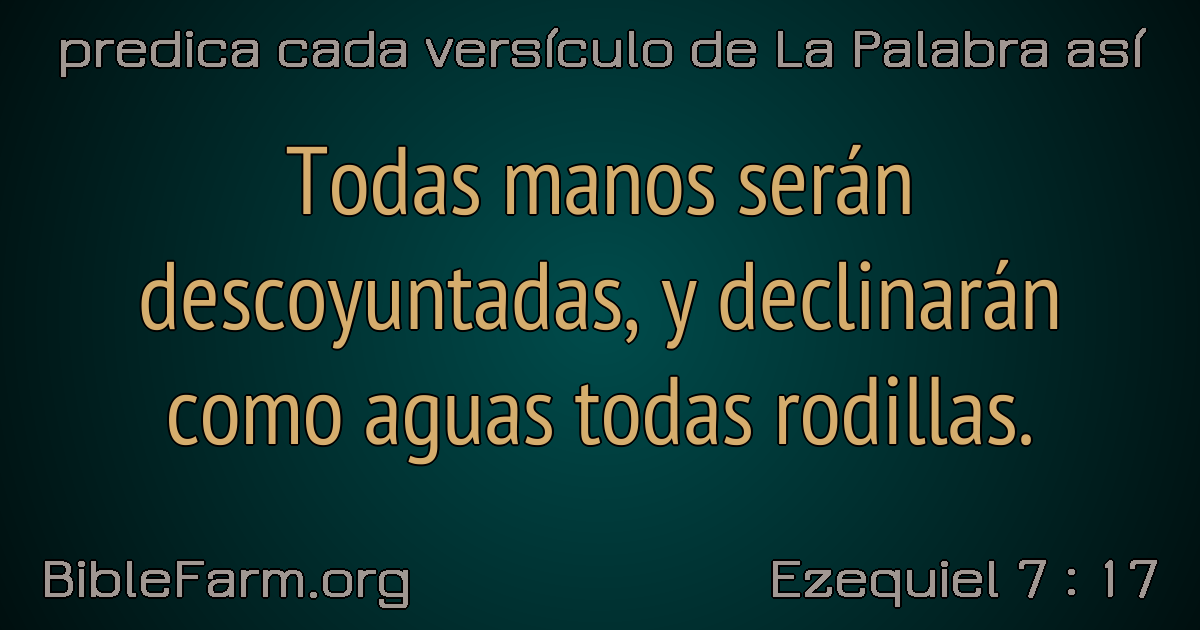 predica cada versículo de La Palabra así
Todas manos serán
descoyuntadas, y declinarán
como aguas todas rodillas.
BibleFarm.org
Ezequiel 7 : 17